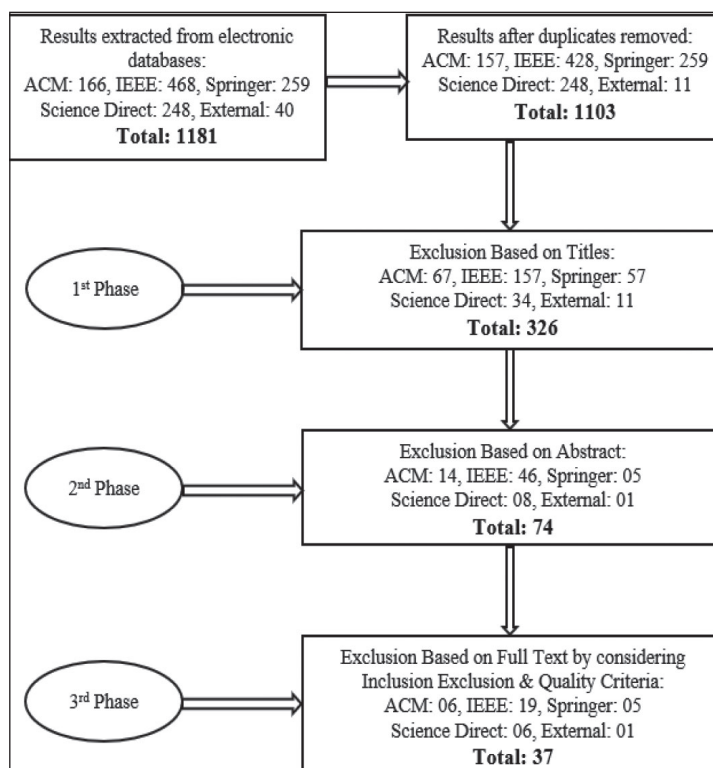 Results extracted from electronic
databases:
ACM: 166, IEEE: 468, Springer: 259
Science Direct: 248, External: 40
Total: 1181
Results after duplicates removed:
ACM: 157, IEEE: 428, Springer: 259
Science Direct: 248, External: 11
Total: 1103
1st Phase
Exclusion Based on Titles:
ACM: 67, IEEE: 157, Springer: 57
Science Direct: 34, External: 11
Total: 326
2nd Phase
Exclusion Based on Abstract:
ACM: 14, IEEE: 46, Springer: 05
Science Direct: 08, External: 01
Total: 74
3rd Phase
Exclusion Based on Full Text by considering
Inclusion Exclusion & Quality Criteria:
ACM: 06, IEEE: 19, Springer: 05
Science Direct: 06, External: 01
Total: 37